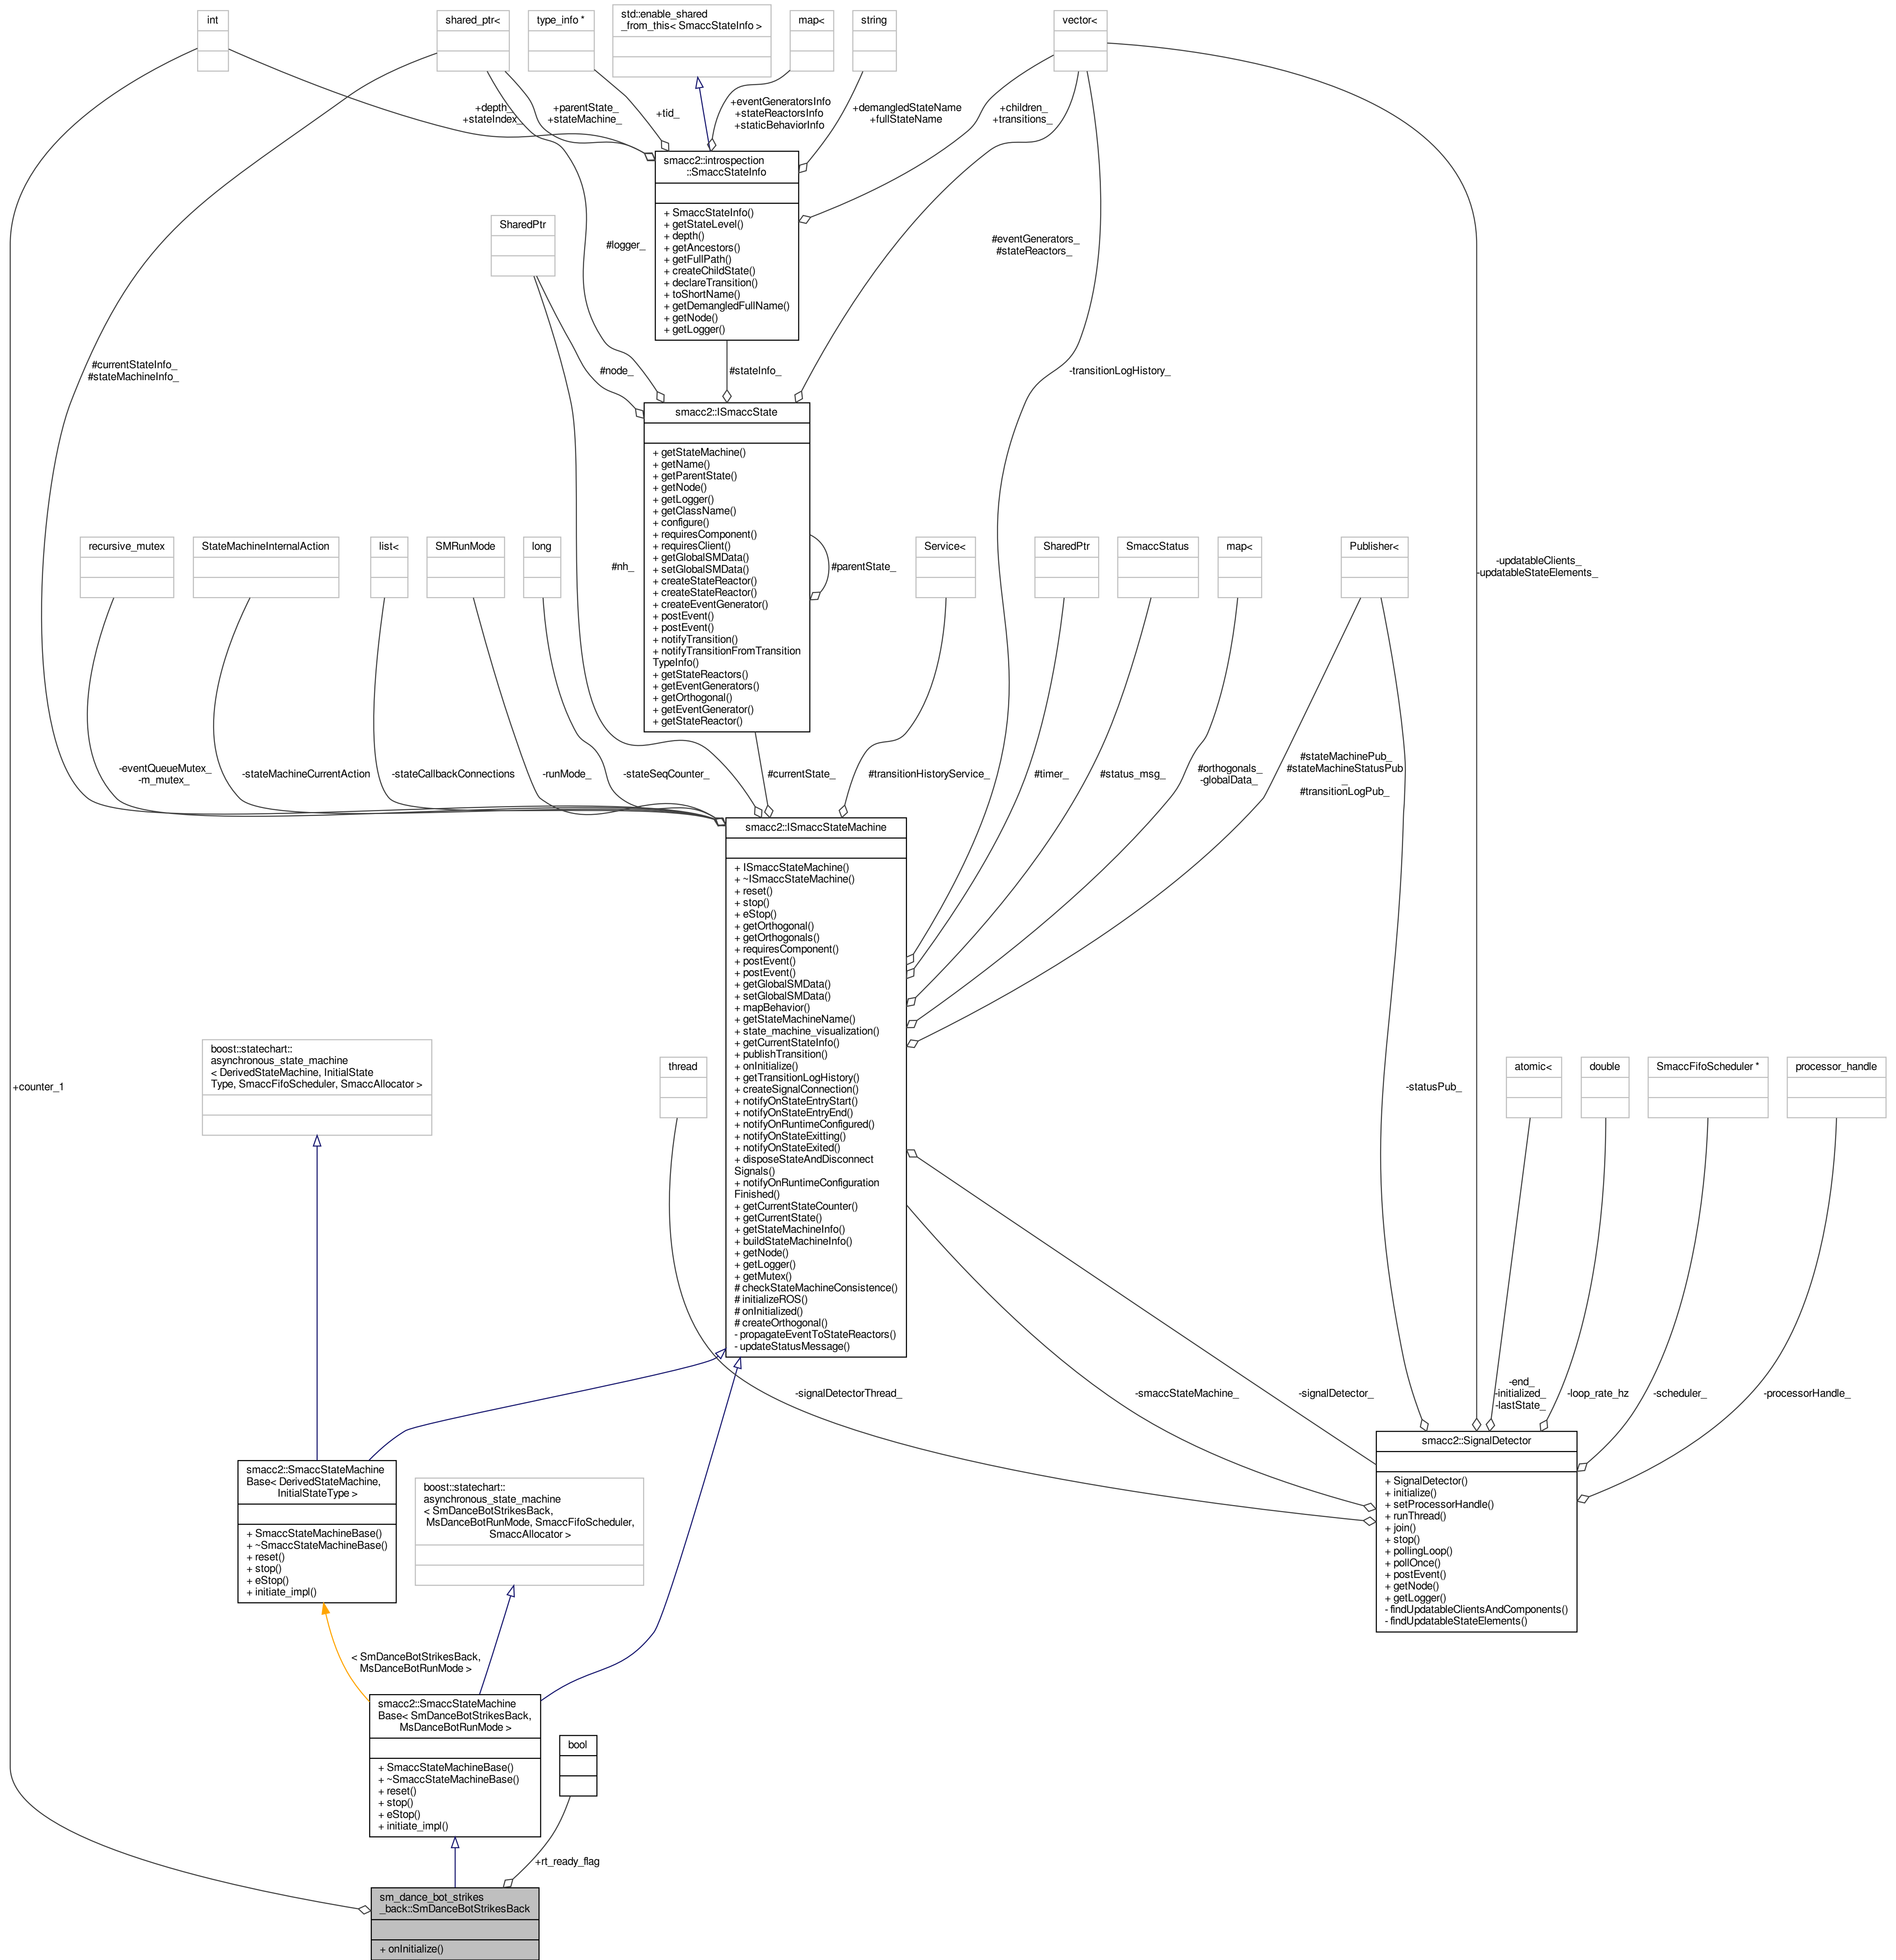 int
shared_ptr<
type_info *
std::enable_shared
_from_this< SmaccStateInfo >
map<
string
vector<
+depth_
+stateIndex_
+parentState_
+stateMachine_
+tid_
+eventGeneratorsInfo
+stateReactorsInfo
+staticBehaviorInfo
+demangledStateName
+fullStateName
+children_
+transitions_
smacc2::introspection
::SmaccStateInfo
+ SmaccStateInfo()
+ getStateLevel()
+ depth()
+ getAncestors()
+ getFullPath()
+ createChildState()
+ declareTransition()
+ toShortName()
+ getDemangledFullName()
+ getNode()
+ getLogger()
SharedPtr
#logger_
#eventGenerators_
#stateReactors_
#currentStateInfo_
#stateMachineInfo_
#node_
#stateInfo_
-transitionLogHistory_
smacc2::ISmaccState
+ getStateMachine()
+ getName()
+ getParentState()
+ getNode()
+ getLogger()
+ getClassName()
+ configure()
+ requiresComponent()
+ requiresClient()
+ getGlobalSMData()
+ setGlobalSMData()
+ createStateReactor()
+ createStateReactor()
+ createEventGenerator()
+ postEvent()
+ postEvent()
+ notifyTransition()
+ notifyTransitionFromTransition
TypeInfo()
+ getStateReactors()
+ getEventGenerators()
+ getOrthogonal()
+ getEventGenerator()
+ getStateReactor()
#parentState_
recursive_mutex
StateMachineInternalAction
list<
SMRunMode
long
#nh_
Service<
SharedPtr
SmaccStatus
map<
Publisher<
-updatableClients_
-updatableStateElements_
-eventQueueMutex_
-m_mutex_
-stateMachineCurrentAction
-stateCallbackConnections
-runMode_
-stateSeqCounter_
#currentState_
#transitionHistoryService_
#timer_
#status_msg_
#orthogonals_
-globalData_
#stateMachinePub_
#stateMachineStatusPub
_
#transitionLogPub_
smacc2::ISmaccStateMachine
+ ISmaccStateMachine()
+ ~ISmaccStateMachine()
+ reset()
+ stop()
+ eStop()
+ getOrthogonal()
+ getOrthogonals()
+ requiresComponent()
+ postEvent()
+ postEvent()
+ getGlobalSMData()
+ setGlobalSMData()
+ mapBehavior()
+ getStateMachineName()
+ state_machine_visualization()
+ getCurrentStateInfo()
+ publishTransition()
+ onInitialize()
+ getTransitionLogHistory()
+ createSignalConnection()
+ notifyOnStateEntryStart()
+ notifyOnStateEntryEnd()
+ notifyOnRuntimeConfigured()
+ notifyOnStateExitting()
+ notifyOnStateExited()
+ disposeStateAndDisconnect
Signals()
+ notifyOnRuntimeConfiguration
Finished()
+ getCurrentStateCounter()
+ getCurrentState()
+ getStateMachineInfo()
+ buildStateMachineInfo()
+ getNode()
+ getLogger()
+ getMutex()
# checkStateMachineConsistence()
# initializeROS()
# onInitialized()
# createOrthogonal()
- propagateEventToStateReactors()
- updateStatusMessage()
boost::statechart::
asynchronous_state_machine
< DerivedStateMachine, InitialState
Type, SmaccFifoScheduler, SmaccAllocator >
thread
atomic<
double
SmaccFifoScheduler *
processor_handle
+counter_1
-statusPub_
-signalDetectorThread_
-smaccStateMachine_
-signalDetector_
-end_
-initialized_
-lastState_
-loop_rate_hz
-scheduler_
-processorHandle_
smacc2::SignalDetector
+ SignalDetector()
+ initialize()
+ setProcessorHandle()
+ runThread()
+ join()
+ stop()
+ pollingLoop()
+ pollOnce()
+ postEvent()
+ getNode()
+ getLogger()
- findUpdatableClientsAndComponents()
- findUpdatableStateElements()
smacc2::SmaccStateMachine
Base< DerivedStateMachine,
InitialStateType >
+ SmaccStateMachineBase()
+ ~SmaccStateMachineBase()
+ reset()
+ stop()
+ eStop()
+ initiate_impl()
boost::statechart::
asynchronous_state_machine
< SmDanceBotStrikesBack,
MsDanceBotRunMode, SmaccFifoScheduler,
SmaccAllocator >
< SmDanceBotStrikesBack,
MsDanceBotRunMode >
smacc2::SmaccStateMachine
Base< SmDanceBotStrikesBack,
MsDanceBotRunMode >
+ SmaccStateMachineBase()
+ ~SmaccStateMachineBase()
+ reset()
+ stop()
+ eStop()
+ initiate_impl()
bool
+rt_ready_flag
sm_dance_bot_strikes
_back::SmDanceBotStrikesBack
+ onInitialize()